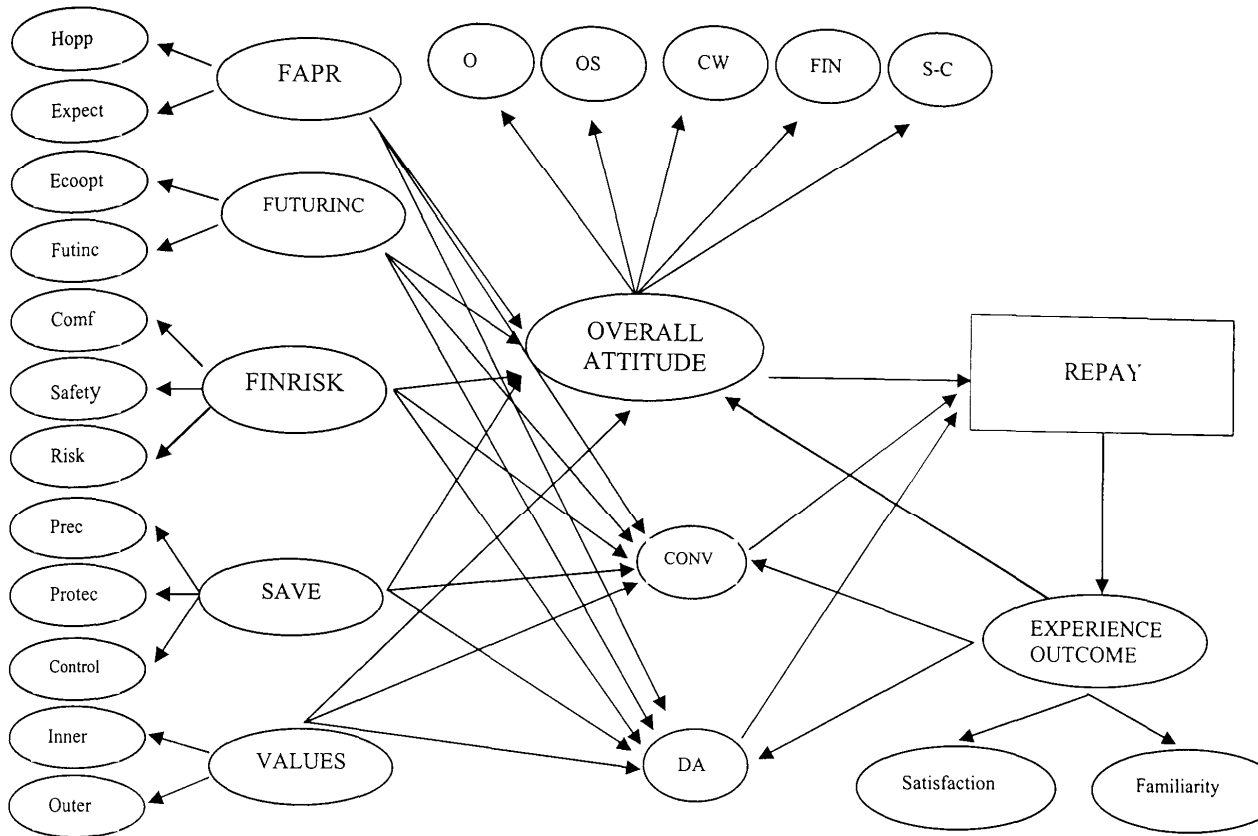 Hopp
Expect
Ecoopt
Futinc
Comf
Safety
Risk
Prec
Protec
Control
Inner
Outer
FAPR
FUTURINC
FINRISK
SAVE
VALUES
O
OS
CW
FIN
S-C
OVERALL
ATTITUDE
CONV
DA
REPAY
EXPERIENCE
OUTCOME
Satisfaction
Familiarity